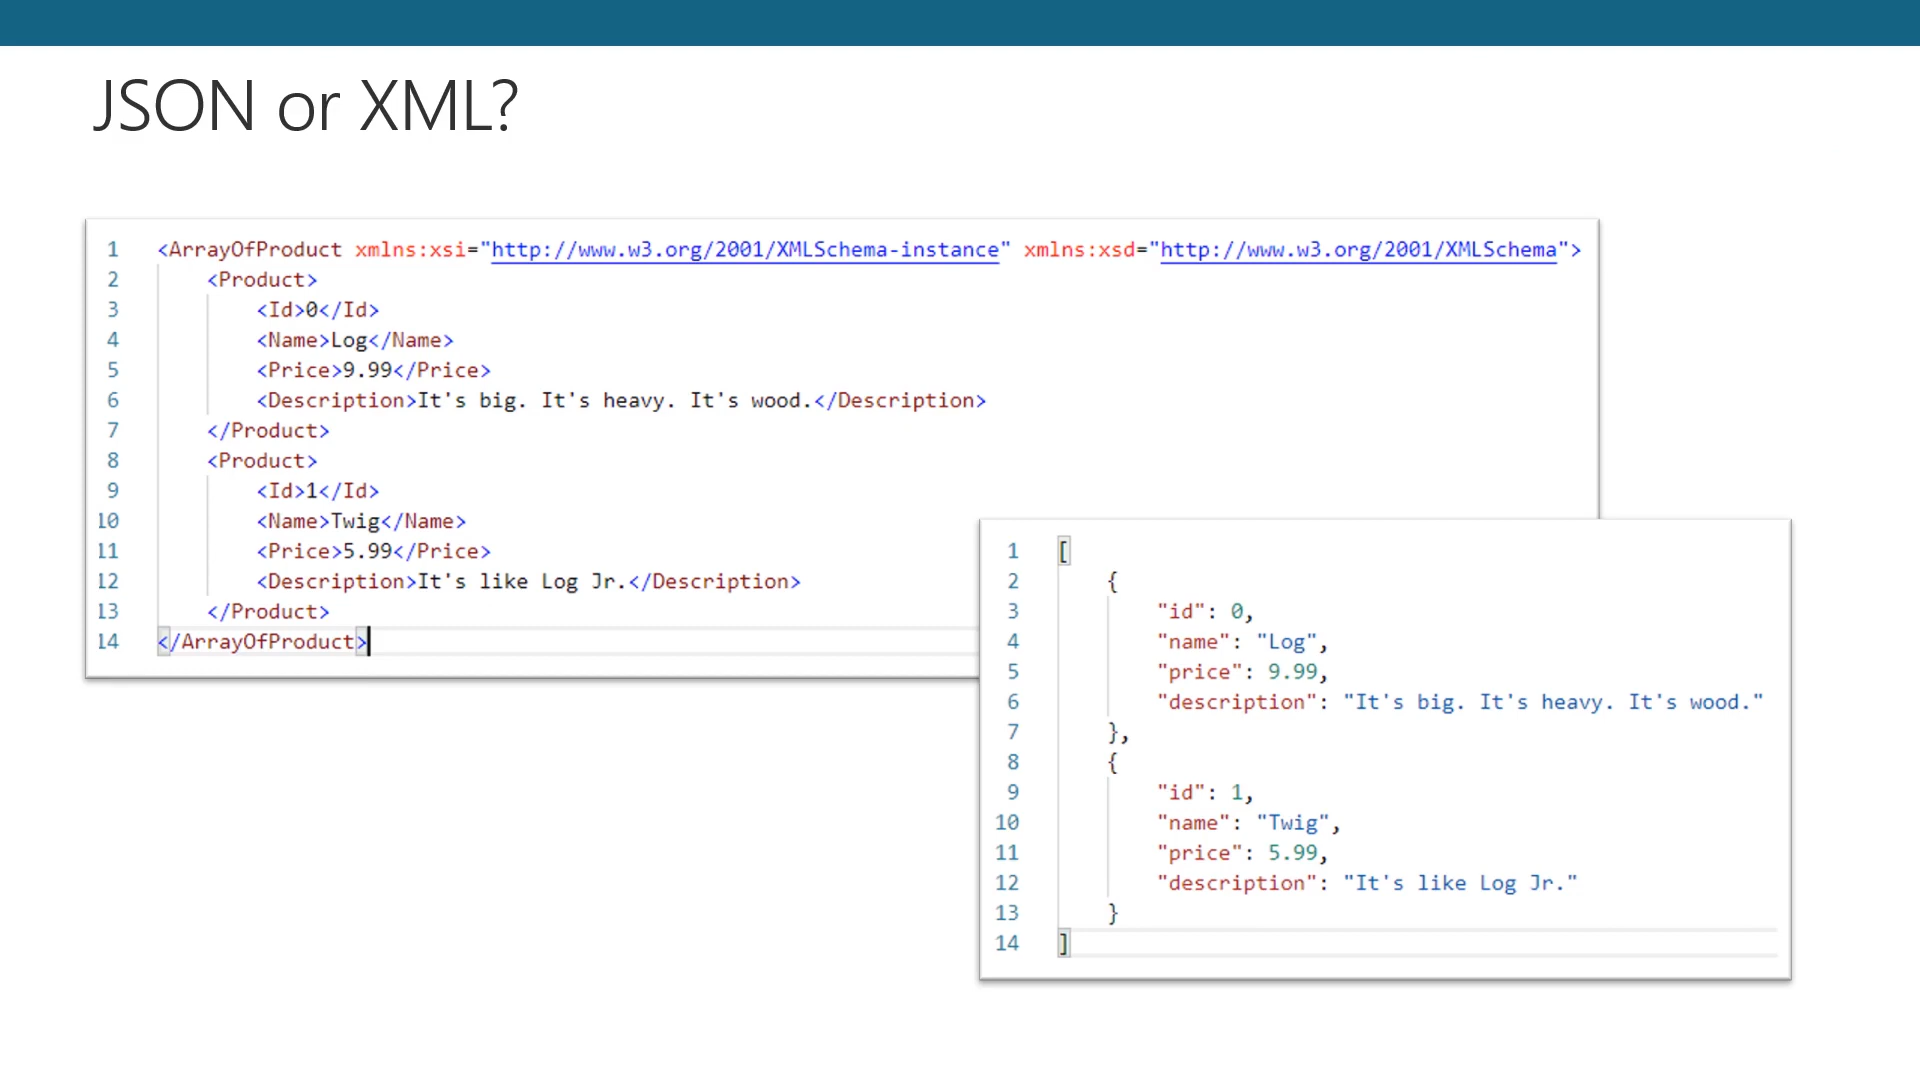 JSON or XML?
1 <ArrayOfProduct xmlns:xsi="http://www.w3.org/2001/XMLSchema-instance" xmlns:xsd="http://www.w3.org/2001/XMLSchema">
2 <Product>
3 <Id>0</Id>
4 <Name>Log</Name>
5 <Price>9.99</Price>
6 <Description>It's big. It's heavy. It's wood.</Description>
7 </Product>
8 <Product>
9 <Id>1</Id>
10 <Name>Twig</Name>
11 <Price>5.99</Price>
12 <Description>It's like Log Jr.</Description>
13 </Product>
14 </ArrayOfProduct>
1 [
2 {
3 "id": 0,
4 "name": "Log",
5 "price": 9.99,
6 "description": "It's big. It's heavy. It's wood."
7 },
8 {
9 "id": 1,
10 "name": "Twig",
11 "price": 5.99,
12 "description": "It's like Log Jr."
13 }
14 ]